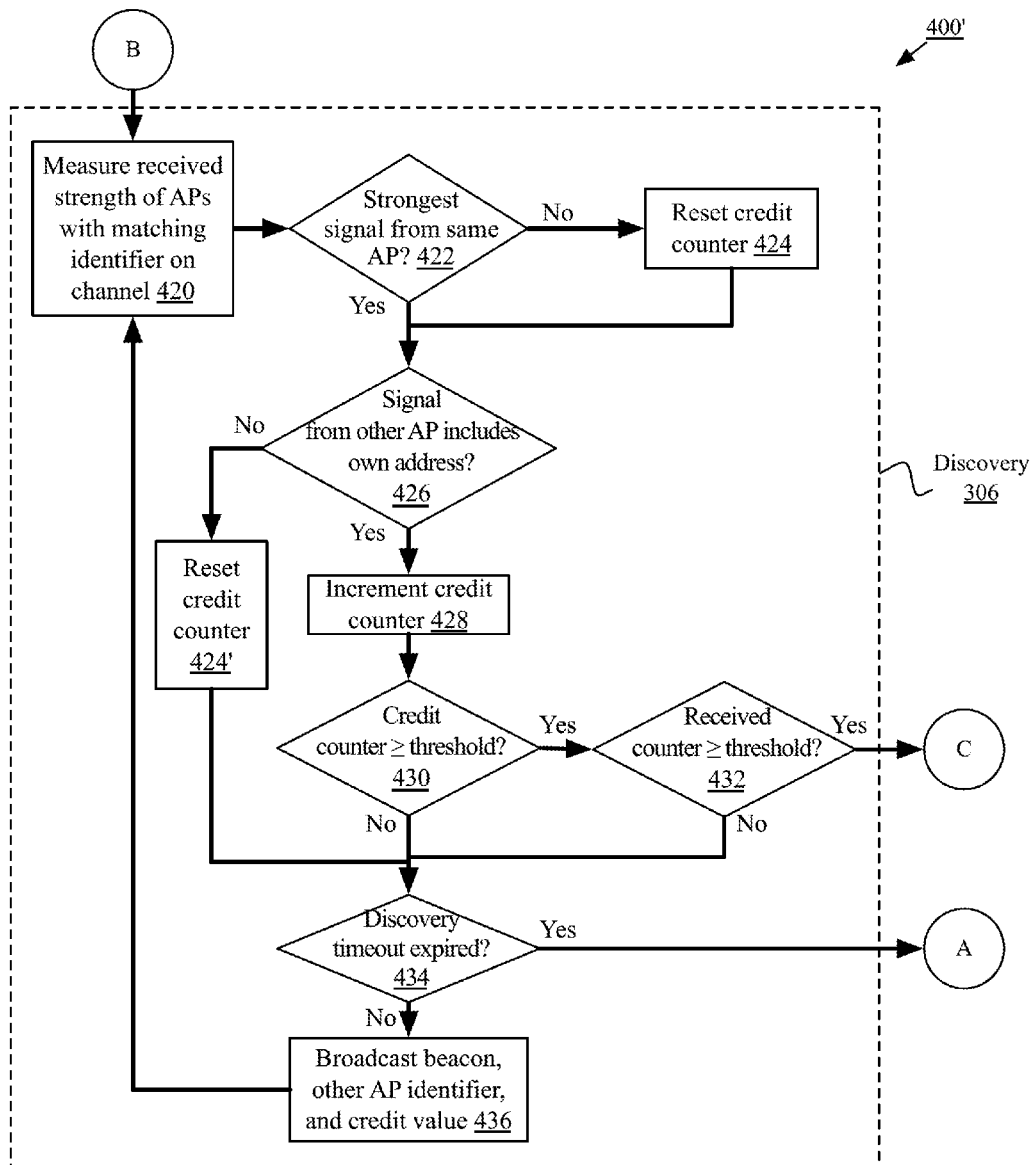 B
400'
Measure received
strength of APs
with matching
identifier on
channel 420
Strongest
signal from same
AP? 422
No
Reset credit
counter 424
Yes
Signal
from other AP includes
own address?
426
No
Discovery
306
Yes
Reset
credit
counter
424'
Increment credit
counter 428
Credit
counter ≥ threshold?
430
Yes
Received
counter ≥ threshold?
432
Yes
C
No
No
Discovery
timeout expired?
434
Yes
A
No
Broadcast beacon,
other AP identifier,
and credit value 436